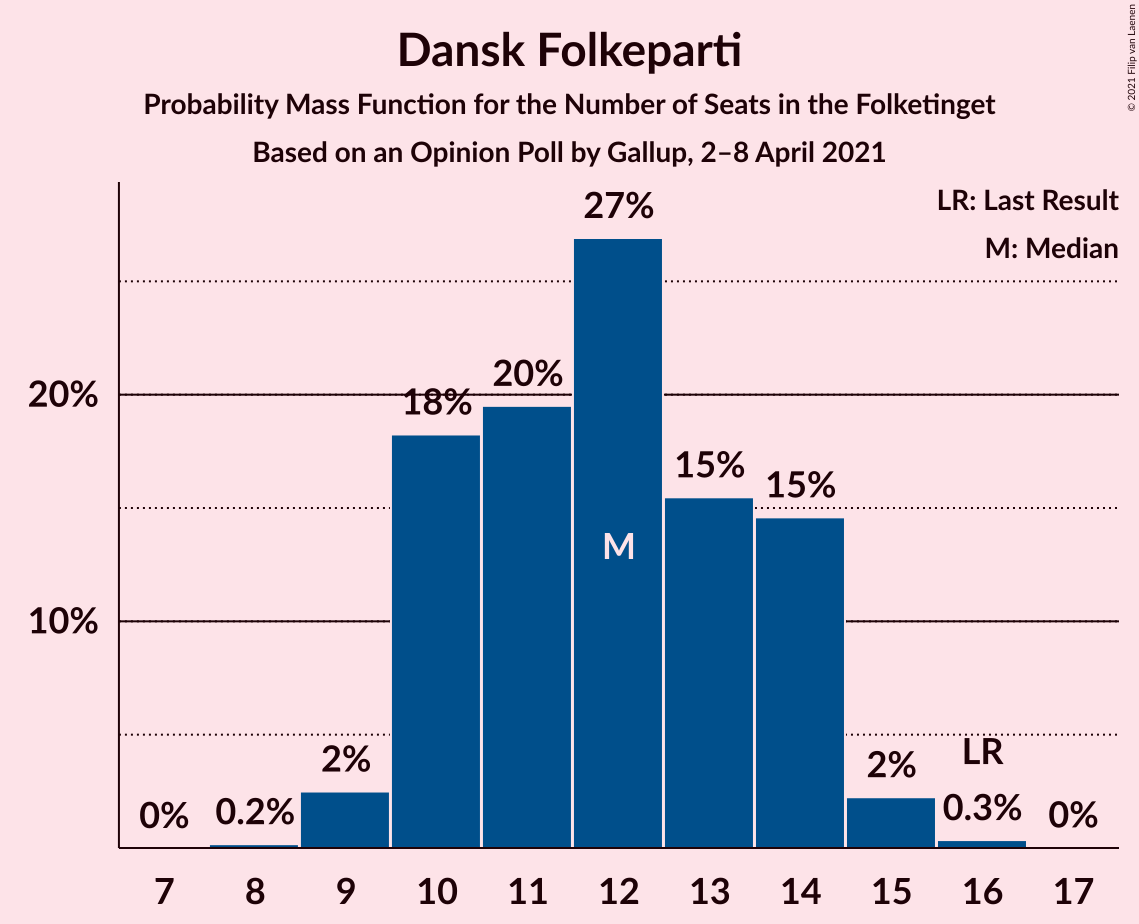 Dansk Folkeparti
Probability Mass Function for the Number of Seats in the Folketinget
Based on an Opinion Poll by Gallup, 2–8 April 2021
© 2021 Filip van Laenen
LR: Last Result
M: Median
20%
10%
0%
0.2%
2%
18%
20%
27%
M
15%
15%
2%
LR
0.3%
0%
7 8 9 10 11 12 13 14 15 16 17